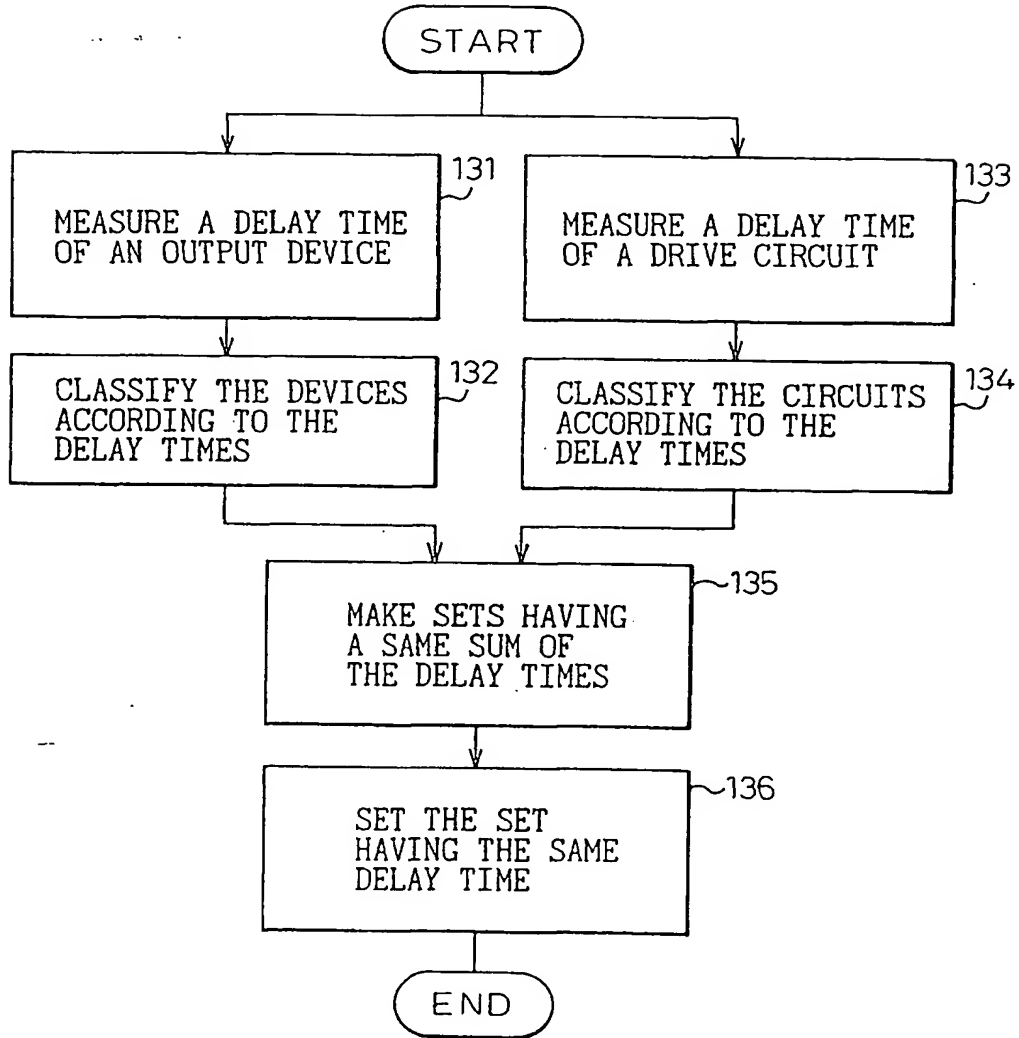 START
131
MEASURE A DELAY TIME
OF AN OUTPUT DEVICE
133
MEASURE A DELAY TIME
OF A DRIVE CIRCUIT
132
CLASSIFY THE DEVICES
ACCORDING TO THE
DELAY TIMES
134
CLASSIFY THE CIRCUITS
ACCORDING TO THE
DELAY TIMES
135
MAKE SETS HAVING
A SAME SUM OF
THE DELAY TIMES
136
SET THE SET
HAVING THE SAME
DELAY TIME
END